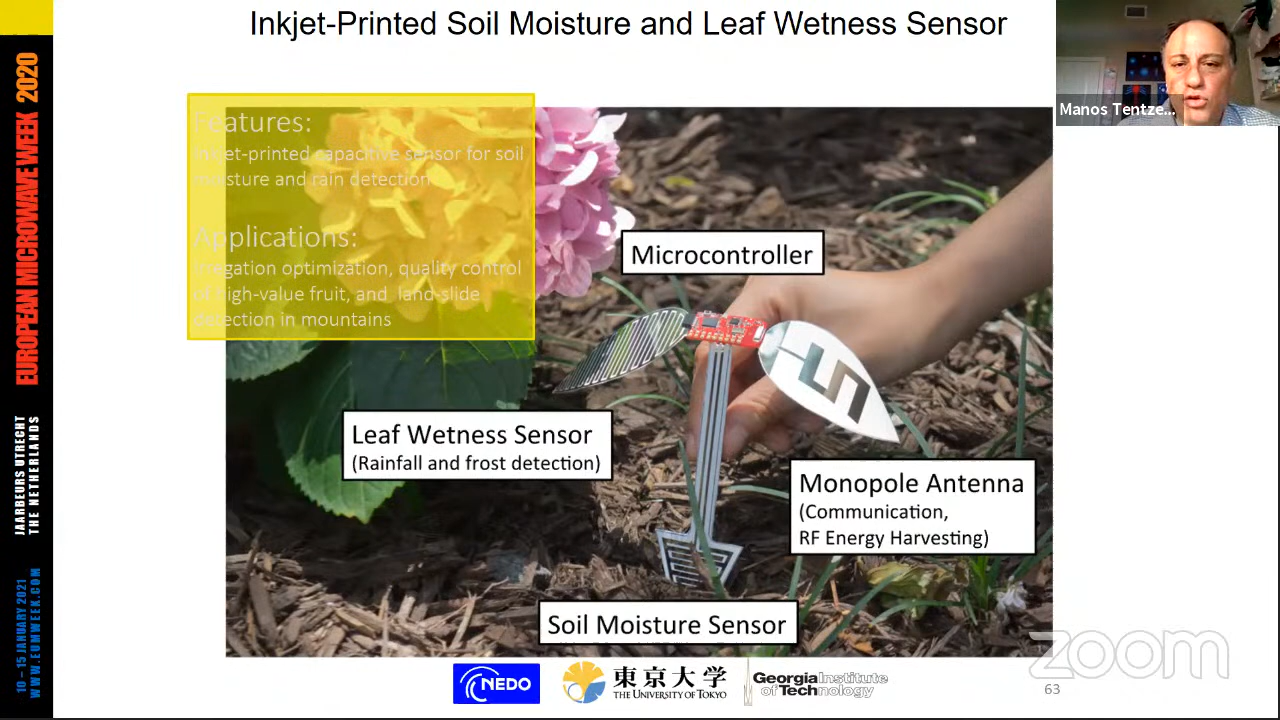 Inkjet-Printed Soil Moisture and Leaf Wetness Sensor
Manos Tentze...
Features:
Inkjet-printed capacitive sensor for soil
moisture and rain detection
Applications:
Irregation optimization, quality control
of high-value fruit, and land-slide
detection in mountains
Microcontroller
Leaf Wetness Sensor
(Rainfall and frost detection)
Monopole Antenna
(Communication,
RF Energy Harvesting)
Soil Moisture Sensor
NEDO
東京大学
THE UNIVERSITY OF TOKYO
Georgia Institute
of Technology
63
zoom
EUROPEAN MICROWAVE WEEK 2020
JAARBEURS UTRECHT
THE NETHERLANDS
10 – 15 JANUARY 2021
WWW.EUMWEEK.COM